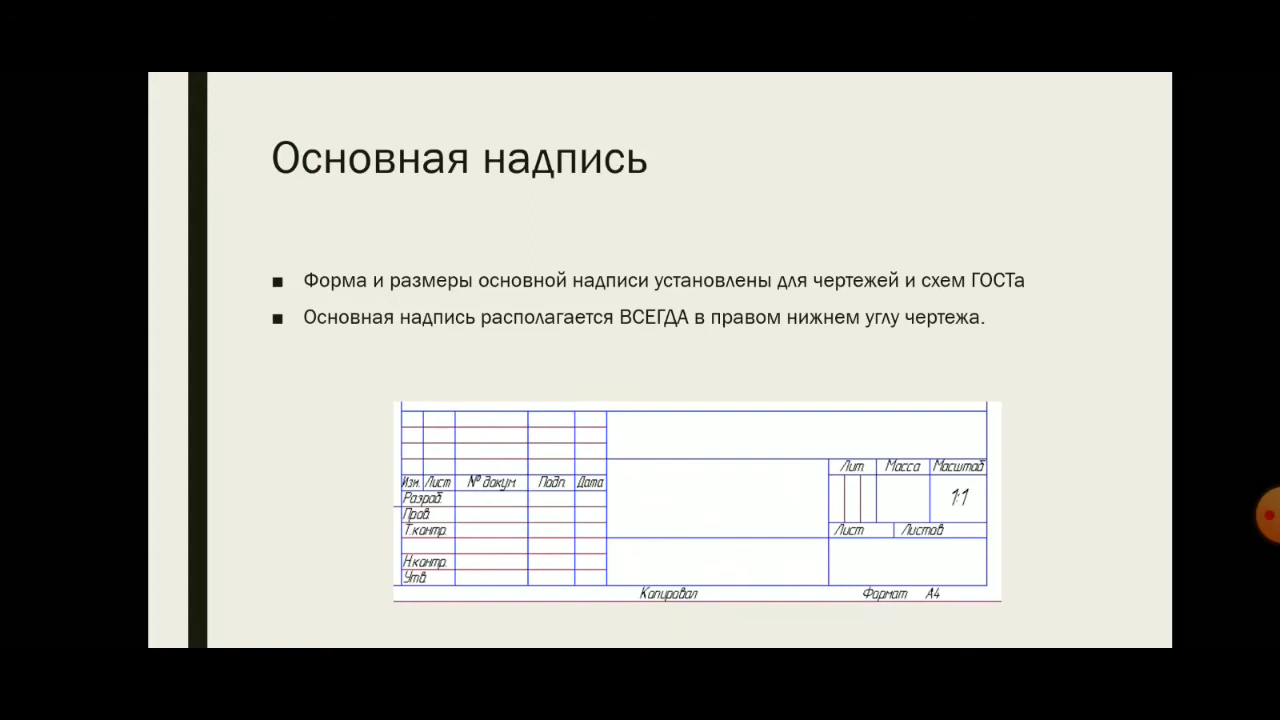 Основная надпись
Форма и размеры основной надписи установлены для чертежей и схем ГОСТа
Основная надпись располагается ВСЕГДА в правом нижнем углу чертежа.
Лит. Масса Масштаб
Изм. Лист № докум. Подп. Дата
1:1
Разраб.
Пров.
Т.контр.
Лист Листов
Н.контр.
Утв.
Копировал Формат А4